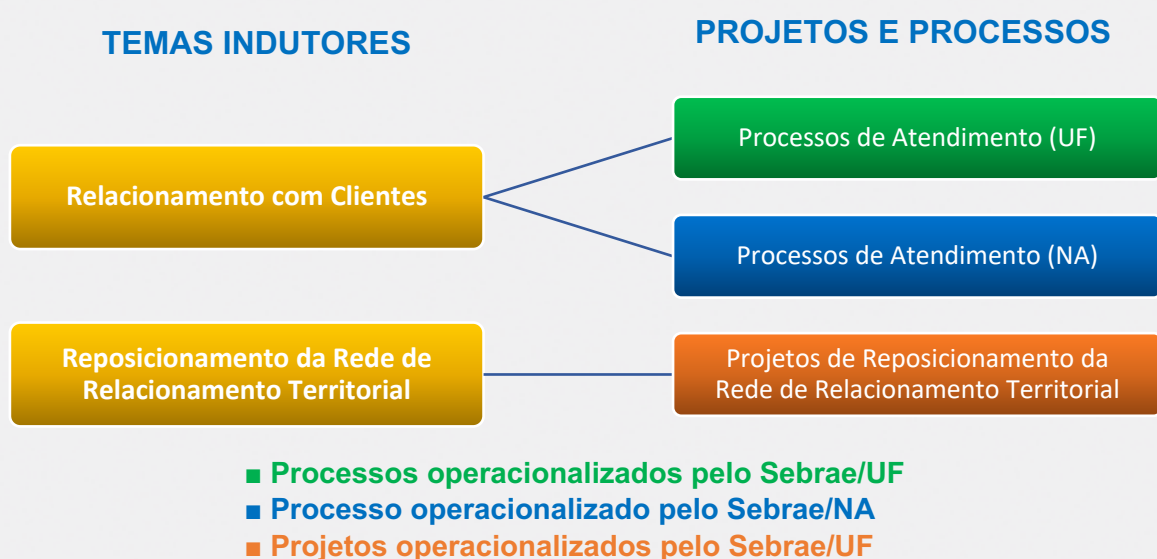 TEMAS INDUTORES
PROJETOS E PROCESSOS
Relacionamento com Clientes
Processos de Atendimento (UF)
Processos de Atendimento (NA)
Reposicionamento da Rede de
Relacionamento Territorial
Projetos de Reposicionamento da
Rede de Relacionamento Territorial
■ Processos operacionalizados pelo Sebrae/UF
■ Processo operacionalizado pelo Sebrae/NA
■ Projetos operacionalizados pelo Sebrae/UF